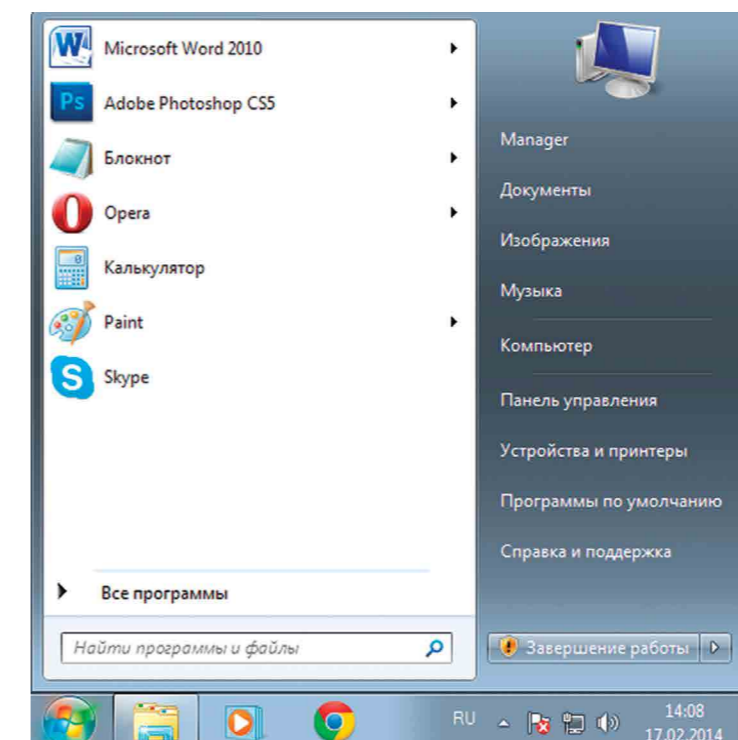 Microsoft Word 2010
Adobe Photoshop CS5
Блокнот
Opera
Калькулятор
Paint
Skype
Все программы
Найти программы и файлы
Manager
Документы
Изображения
Музыка
Компьютер
Панель управления
Устройства и принтеры
Программы по умолчанию
Справка и поддержка
Завершение работы
RU
14:08
17.02.2014